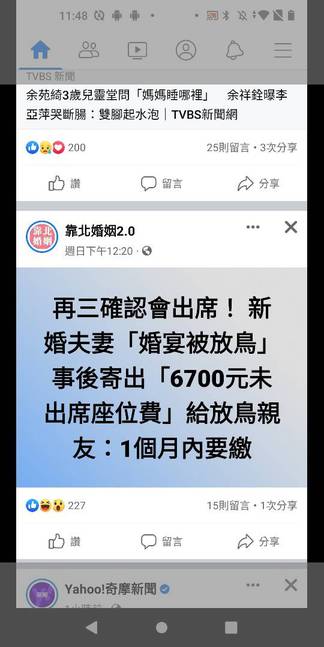 11:48
TVBS 新聞
余苑綺3歲兒靈堂問「媽媽睡哪裡」 余祥銓曝李
亞萍哭斷腸：雙腳起水泡｜TVBS新聞網
200
25則留言・3次分享
讚 留言 分享
靠北婚姻2.0
靠北
婚姻
週日下午12:20
再三確認會出席！ 新
婚夫妻「婚宴被放鳥」
事後寄出「6700元未
出席座位費」給放鳥親
友：1個月內要繳
227
15則留言・1次分享
讚 留言 分享
Yahoo!奇摩新聞